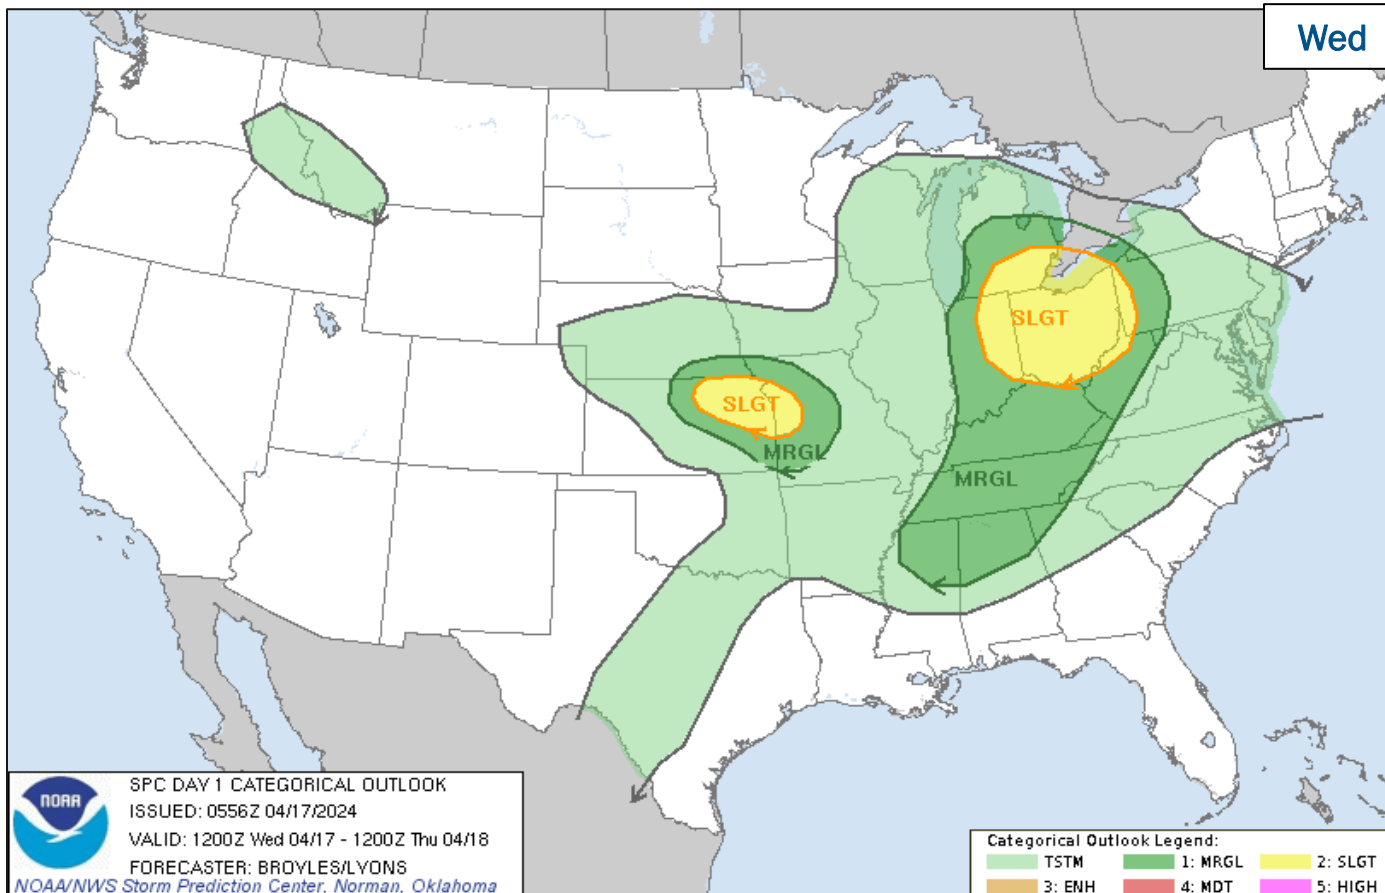 Wed
SLGT
SLGT
MRGL
MRGL
NOAA
SPC DAY 1 CATEGORICAL OUTLOOK
ISSUED: 0556Z 04/17/2024
VALID: 1200Z Wed 04/17 - 1200Z Thu 04/18
FORECASTER: BROYLES/LYONS
NOAA/NWS Storm Prediction Center, Norman, Oklahoma
Categorical Outlook Legend:
TSTM 1: MRGL 2: SLGT
3: ENH 4: MDT 5: HIGH